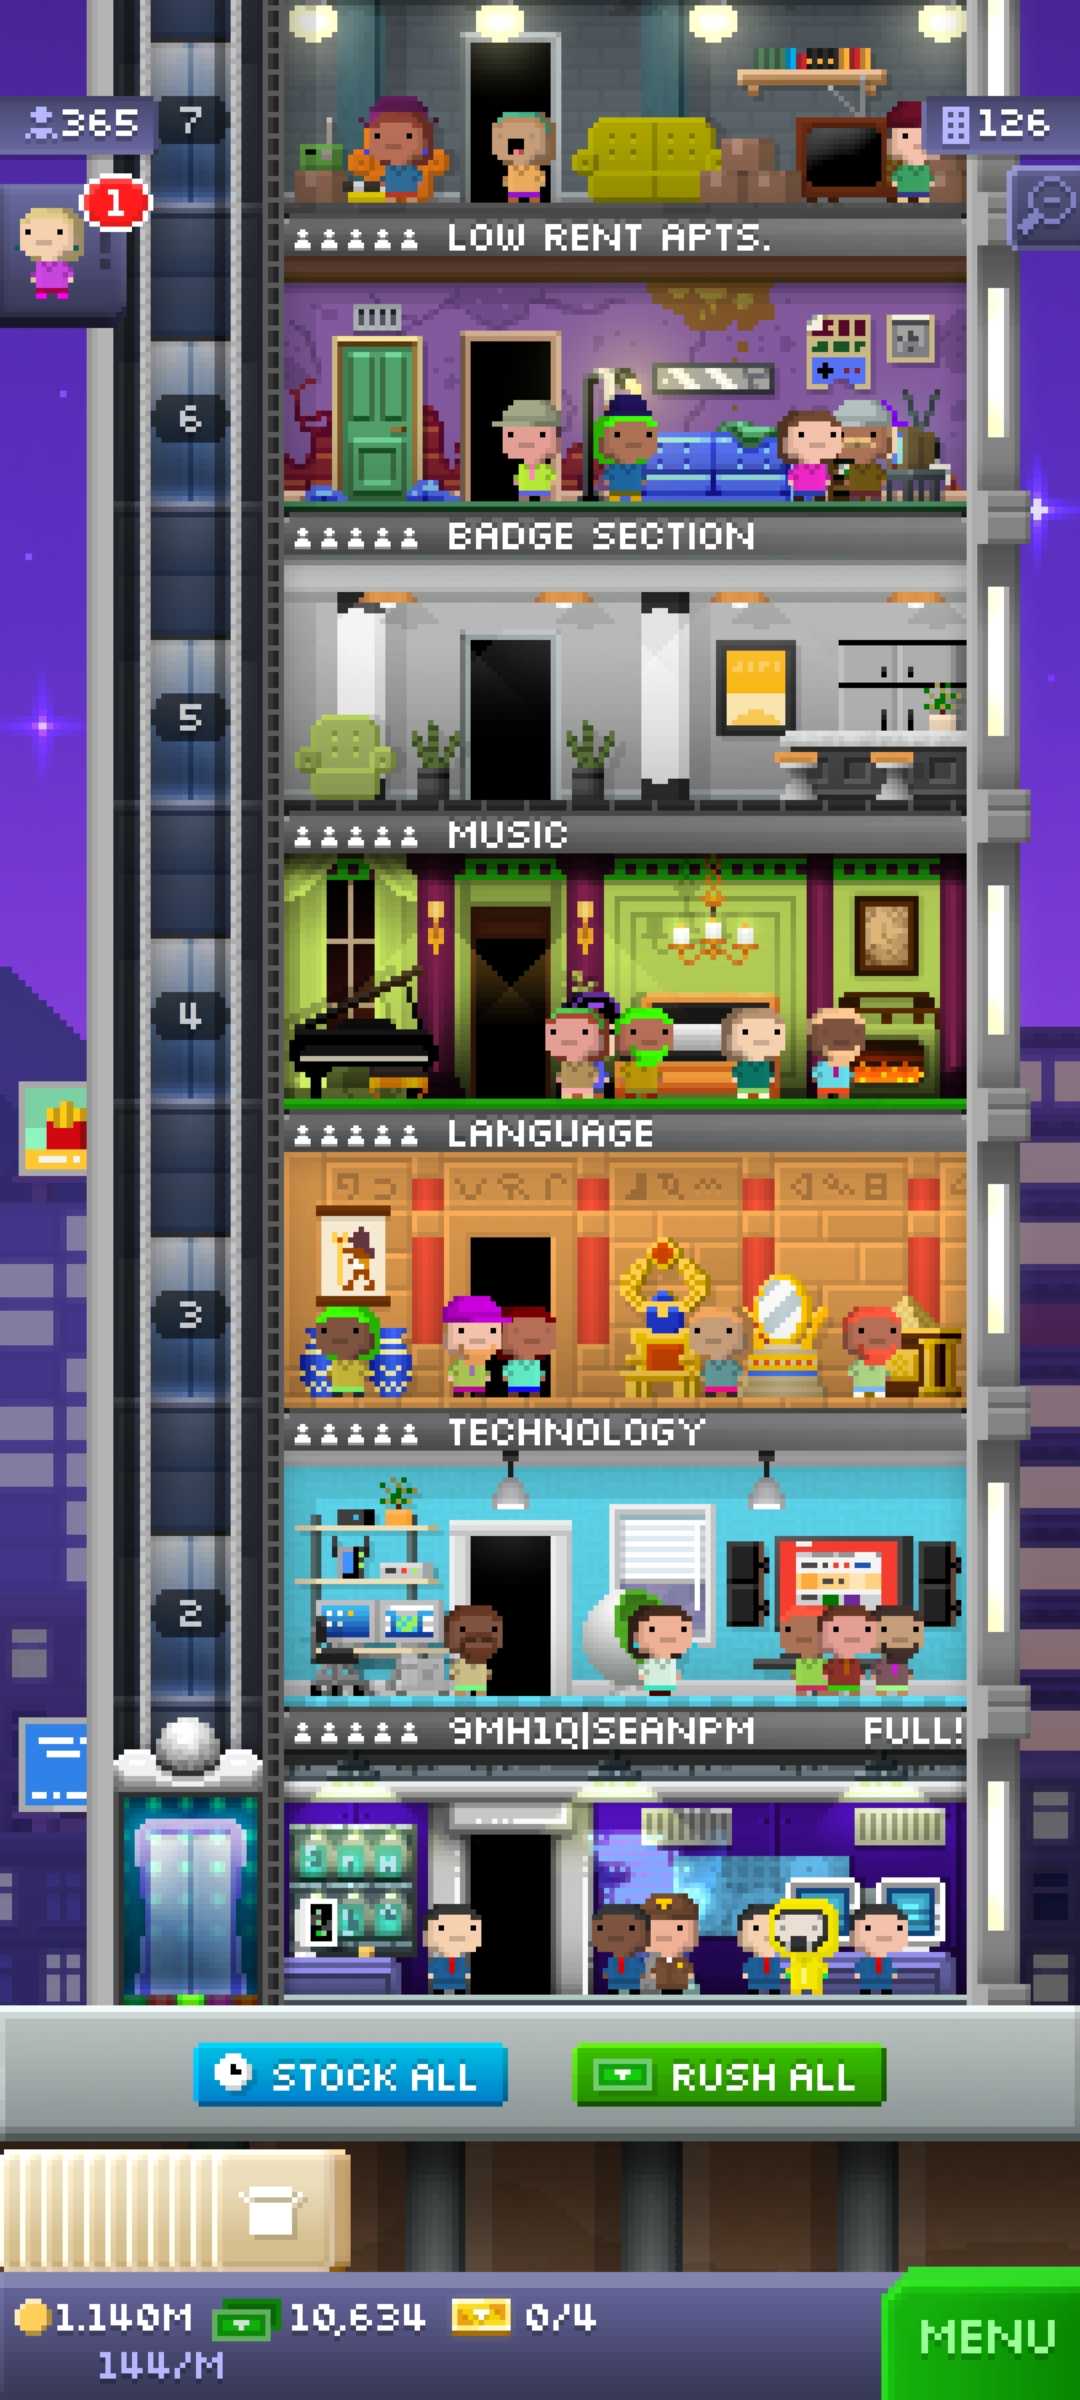 7
365
126
1
LOW RENT APTS.
6
BADGE SECTION
5
MUSIC
4
LANGUAGE
3
TECHNOLOGY
2
9MH1Q|SEANPM FULL!
STOCK ALL
RUSH ALL
1.140M 10,634 0/4
144/M
MENU